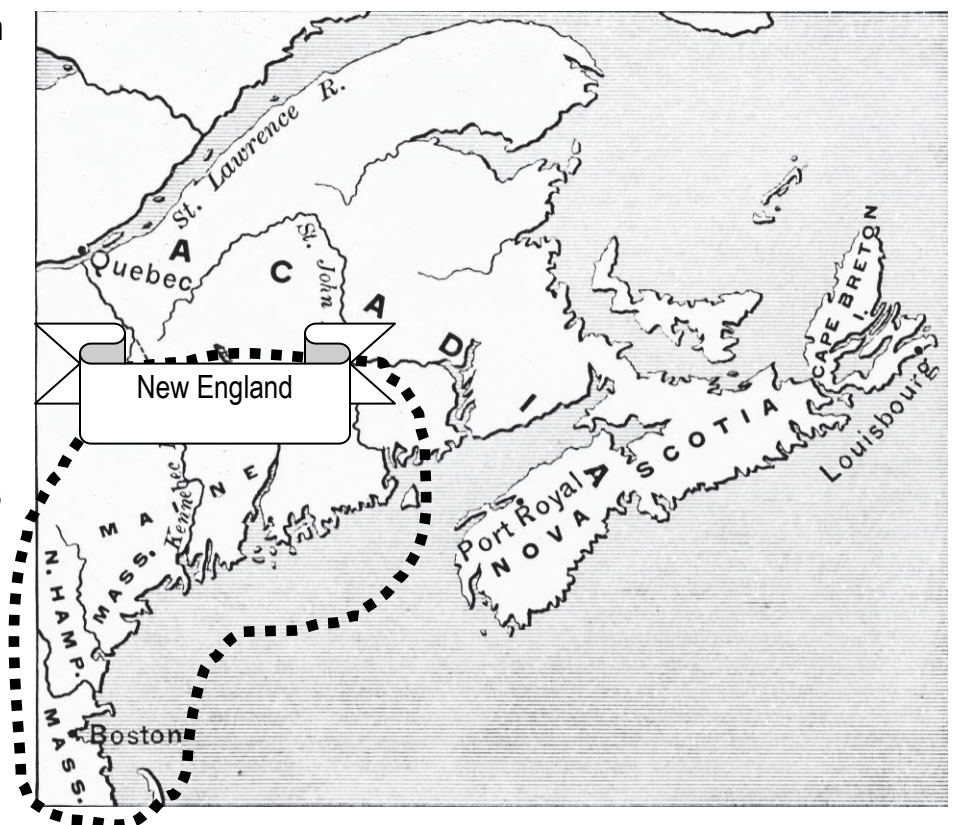 St. Lawrence R.
Quebec
A C A D I A
St. John
New England
CAPE BRETON I.
Louisbourg
NOVA SCOTIA
Port Royal
MAINE
MASS.
Kennebec
N. HAMP.
MASS.
Boston